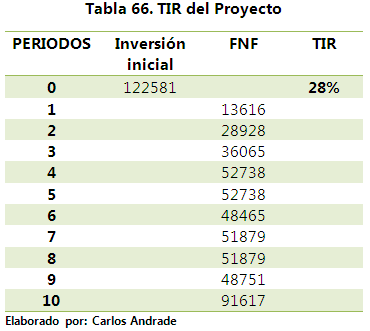 Tabla 66. TIR del Proyecto
PERIODOS Inversión inicial FNF TIR
0 122581 28%
1 13616
2 28928
3 36065
4 52738
5 52738
6 48465
7 51879
8 51879
9 48751
10 91617
Elaborado por: Carlos Andrade